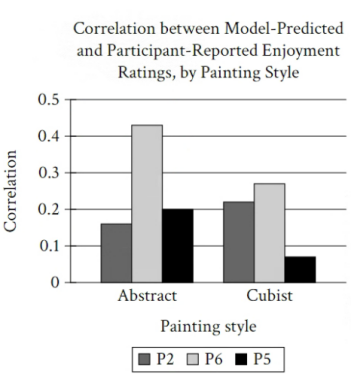 Correlation between Model-Predicted
and Participant-Reported Enjoyment
Ratings, by Painting Style
0.5
0.4
0.3
0.2
0.1
0
Correlation
Abstract
Cubist
Painting style
P2 P6 P5